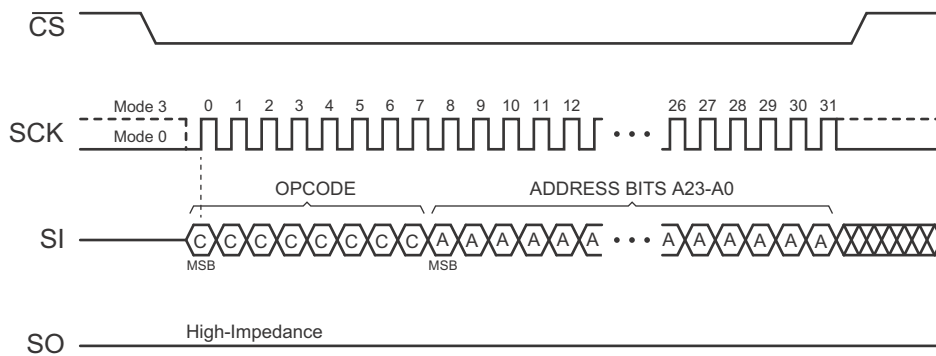 CS
Mode 3
0 1 2 3 4 5 6 7 8 9 10 11 12 26 27 28 29 30 31
SCK
Mode 0
OPCODE ADDRESS BITS A23-A0
SI C C C C C C C C A A A A A A • • • A A A A A A
MSB MSB
High-Impedance
SO